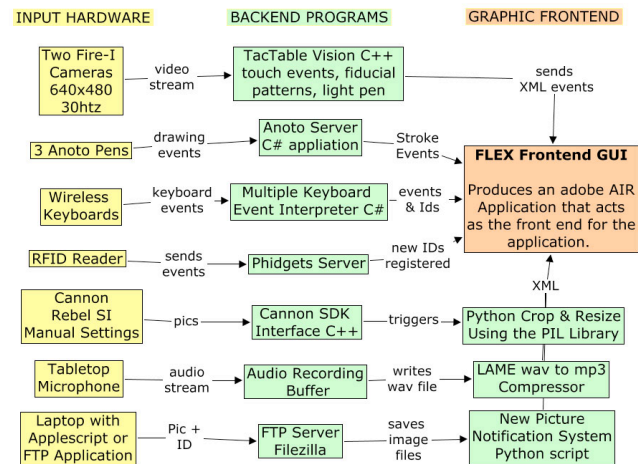 INPUT HARDWARE
BACKEND PROGRAMS
GRAPHIC FRONTEND
Two Fire-I
Cameras
640x480
30htz
video
stream
TacTable Vision C++
touch events, fiducial
patterns, light pen
sends
XML events
3 Anoto Pens
drawing
events
Anoto Server
C# appliation
Stroke
Events
FLEX Frontend GUI
Produces an adobe AIR
Application that acts
as the front end for the
application.
Wireless
Keyboards
keyboard
events
Multiple Keyboard
Event Interpreter C#
events
& Ids
RFID Reader
sends
events
Phidgets Server
new IDs
registered
XML
Cannon
Rebel SI
Manual Settings
pics
Cannon SDK
Interface C++
triggers
Python Crop & Resize
Using the PIL Library
Tabletop
Microphone
audio
stream
Audio Recording
Buffer
writes
wav file
LAME wav to mp3
Compressor
Laptop with
Applescript or
FTP Application
Pic +
ID
FTP Server
Filezilla
saves
image
files
New Picture
Notification System
Python script